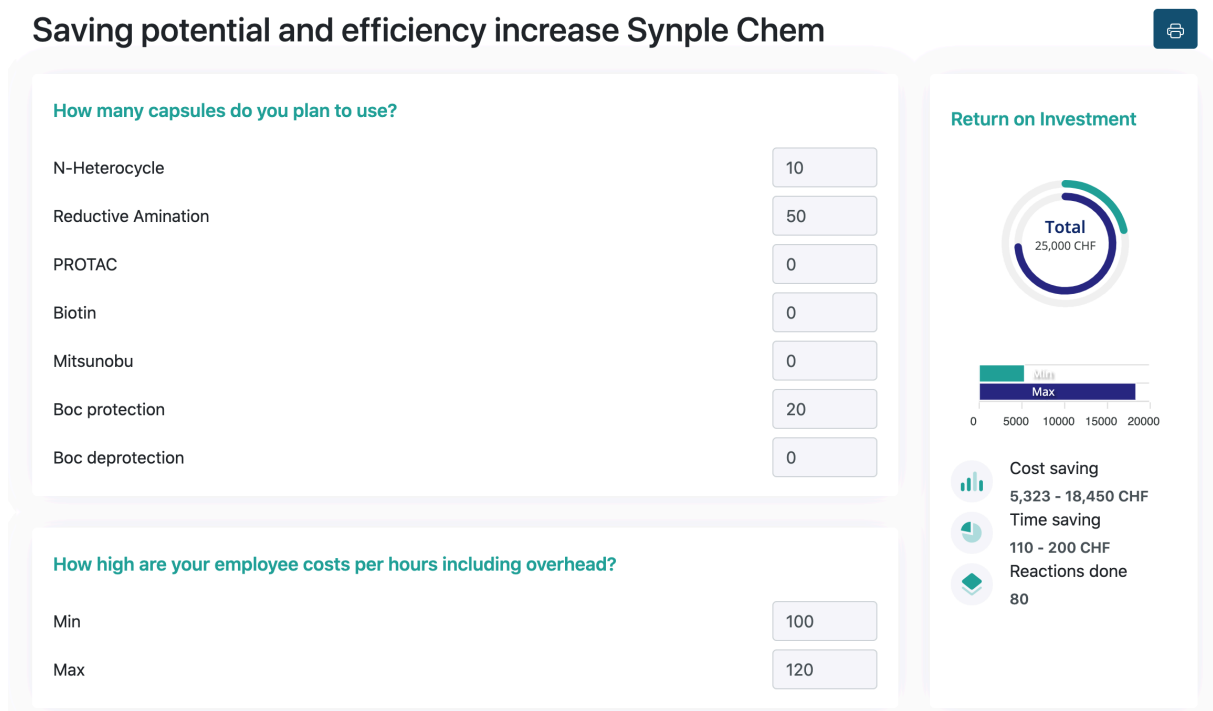 Saving potential and efficiency increase Synple Chem
How many capsules do you plan to use?
N-Heterocycle 10
Reductive Amination 50
PROTAC 0
Biotin 0
Mitsunobu 0
Boc protection 20
Boc deprotection 0
How high are your employee costs per hours including overhead?
Min 100
Max 120
Return on Investment
Total
25,000 CHF
Min
Max
0 5000 10000 15000 20000
Cost saving
5,323 - 18,450 CHF
Time saving
110 - 200 CHF
Reactions done
80